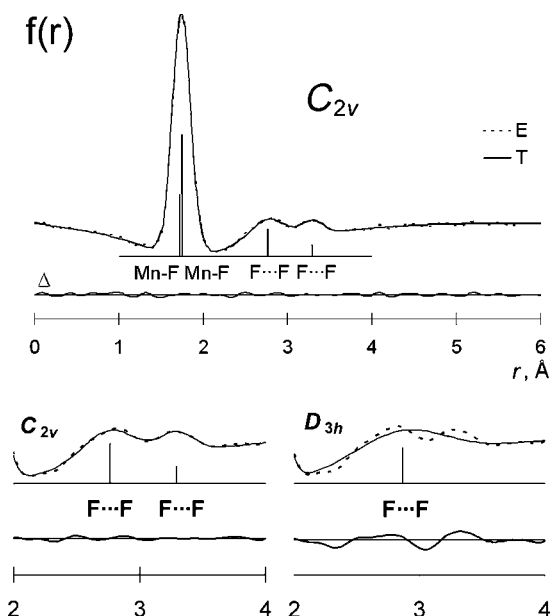 f(r)
C2v
E
T
Mn-F Mn-F F···F F···F
Δ
0 1 2 3 4 5 6
r, Å
C2v
F···F F···F
2 3 4
D3h
F···F
2 3 4